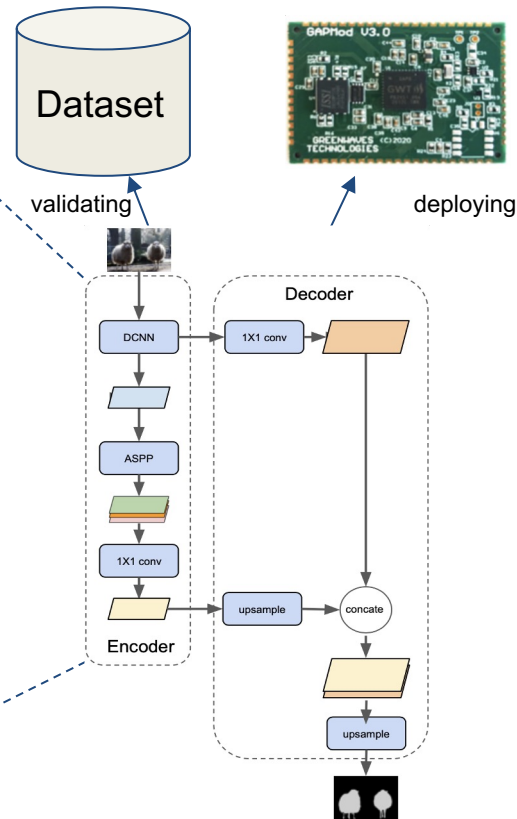 Dataset
GAPMod V3.0
GWT
GREENWAVES (C)2020
TECHNOLOGIES
validating
deploying
Decoder
DCNN
1X1 conv
ASPP
1X1 conv
upsample
concate
Encoder
upsample